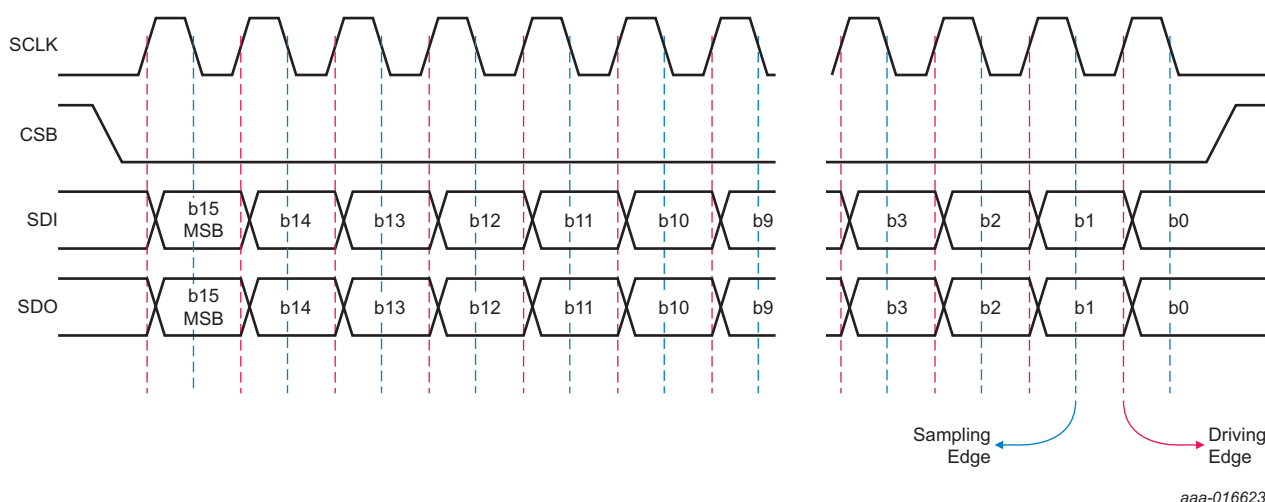 SCLK
CSB
SDI
b15
MSB
b14
b13
b12
b11
b10
b9
b3
b2
b1
b0
SDO
b15
MSB
b14
b13
b12
b11
b10
b9
b3
b2
b1
b0
Sampling
Edge
Driving
Edge
aaa-016623